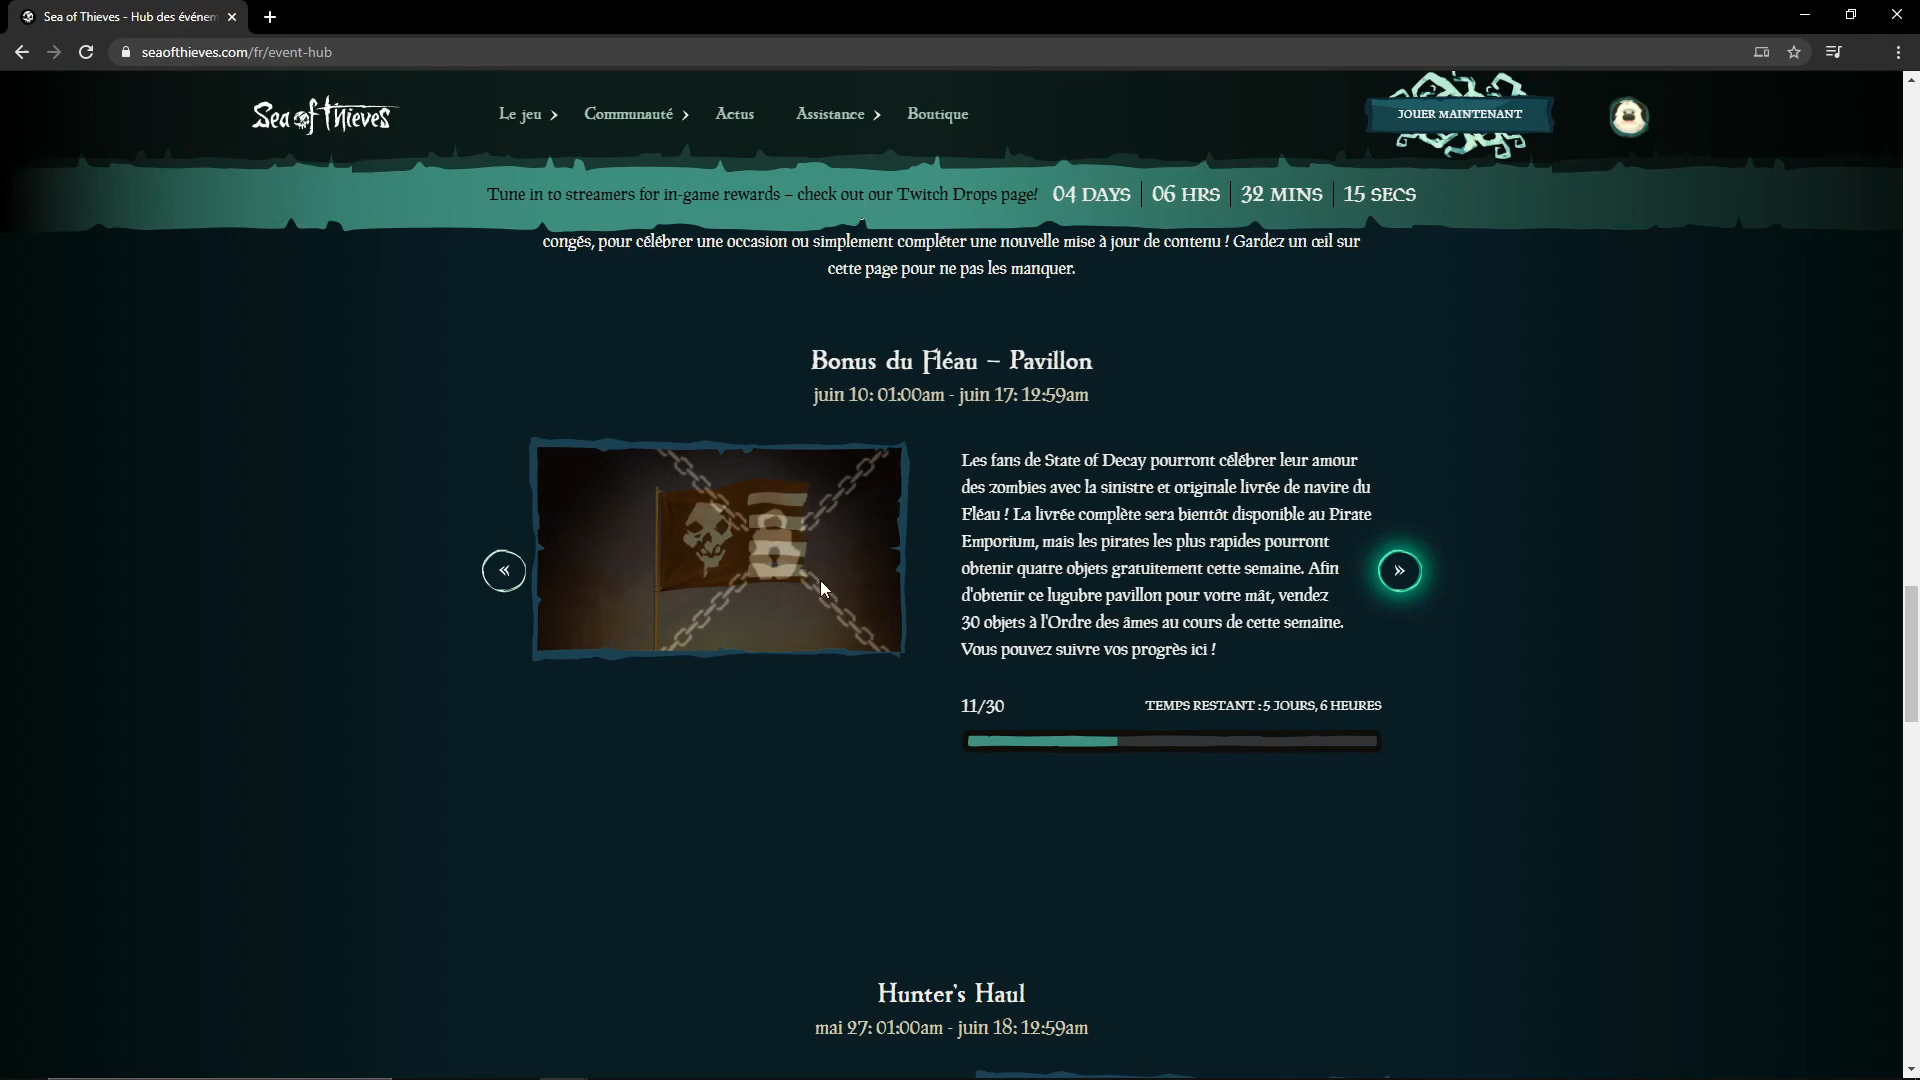 Sea of Thieves - Hub des événem
seaofthieves.com/fr/event-hub
Sea of Thieves
Le jeu
Communauté
Actus
Assistance
Boutique
JOUER MAINTENANT
Tune in to streamers for in-game rewards – check out our Twitch Drops page! 04 DAYS 06 HRS 32 MINS 15 SECS
congés, pour célébrer une occasion ou simplement compléter une nouvelle mise à jour de contenu ! Gardez un œil sur
cette page pour ne pas les manquer.
Bonus du Fléau – Pavillon
juin 10: 01:00am - juin 17: 12:59am
Les fans de State of Decay pourront célébrer leur amour
des zombies avec la sinistre et originale livrée de navire du
Fléau ! La livrée complète sera bientôt disponible au Pirate
Emporium, mais les pirates les plus rapides pourront
obtenir quatre objets gratuitement cette semaine. Afin
d'obtenir ce lugubre pavillon pour votre mât, vendez
30 objets à l'Ordre des âmes au cours de cette semaine.
Vous pouvez suivre vos progrès ici !
11/30
TEMPS RESTANT : 5 JOURS, 6 HEURES
Hunter's Haul
mai 27: 01:00am - juin 18: 12:59am